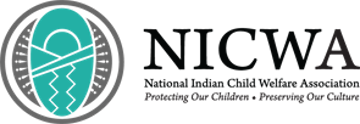 NICWA
National Indian Child Welfare Association
Protecting Our Children • Preserving Our Culture